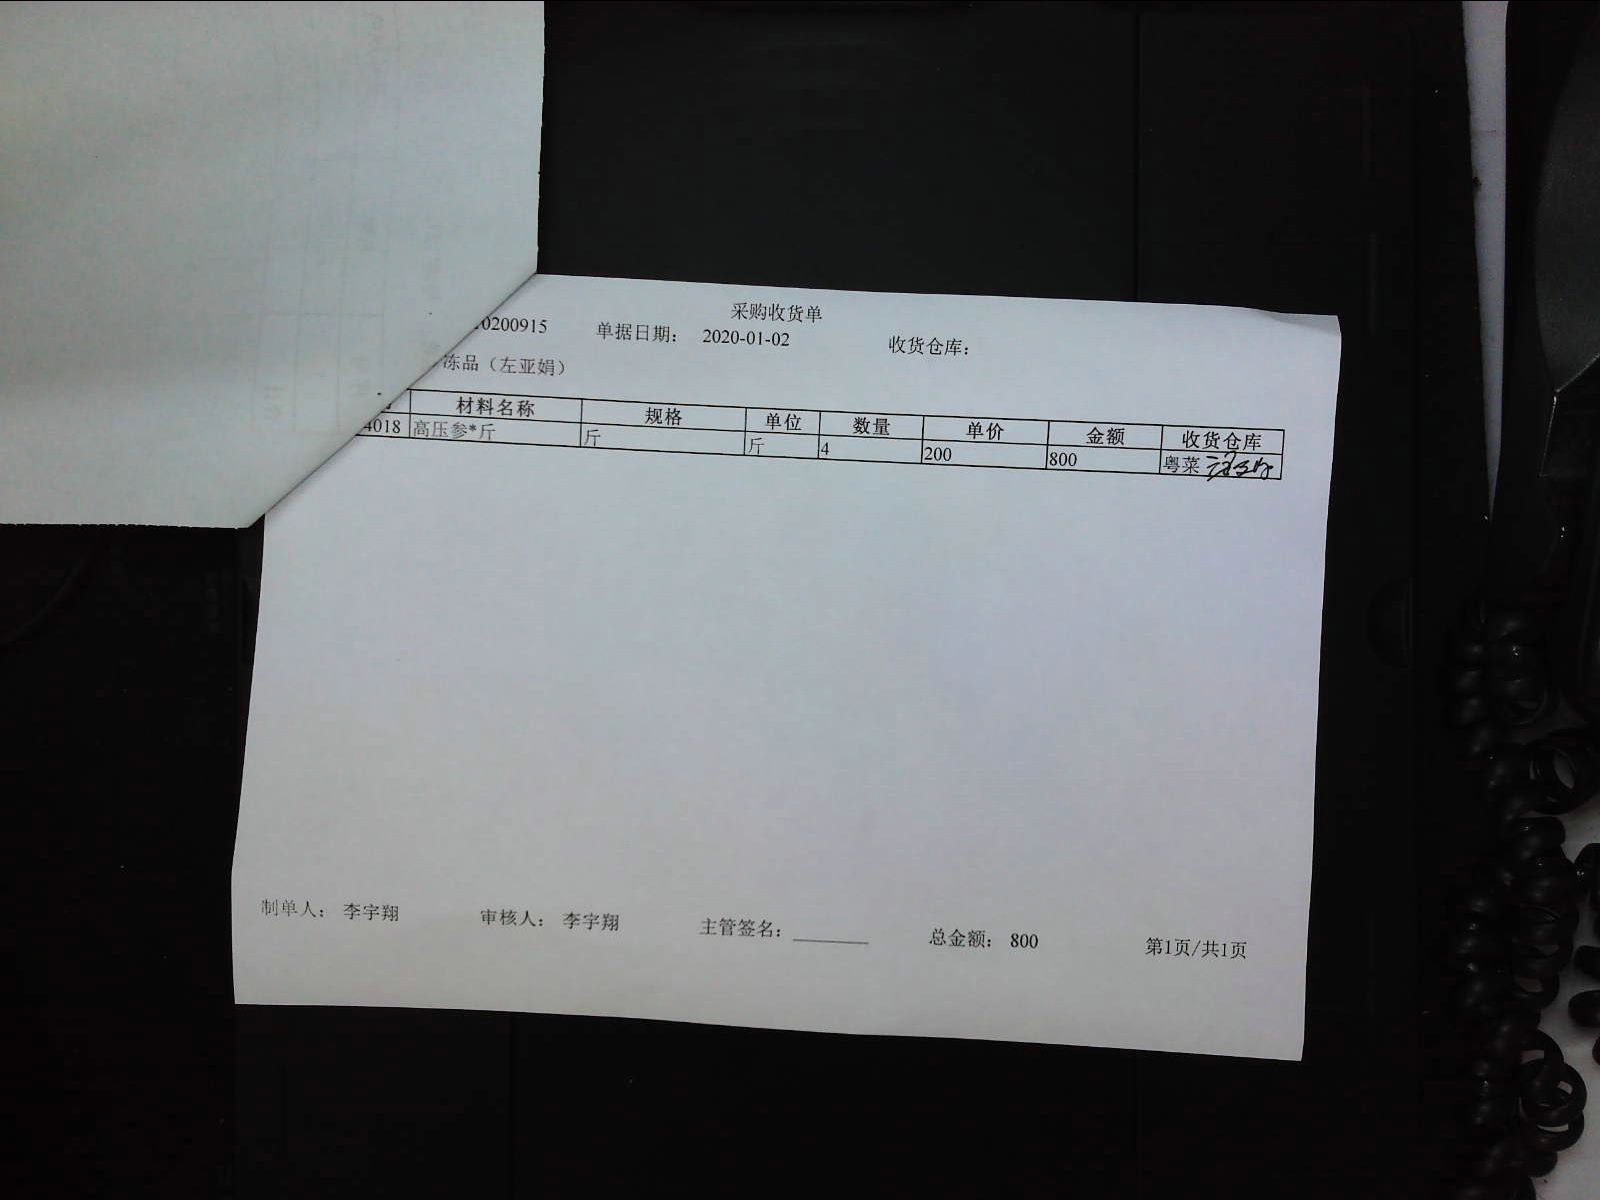 采购收货单
0200915 单据日期： 2020-01-02 收货仓库：
冻品（左亚娟）
材料名称 规格 单位 数量 单价 金额 收货仓库
4018 高压参*斤 斤 斤 4 200 800 粤菜
制单人： 李宇翔 审核人： 李宇翔 主管签名： 总金额： 800 第1页/共1页